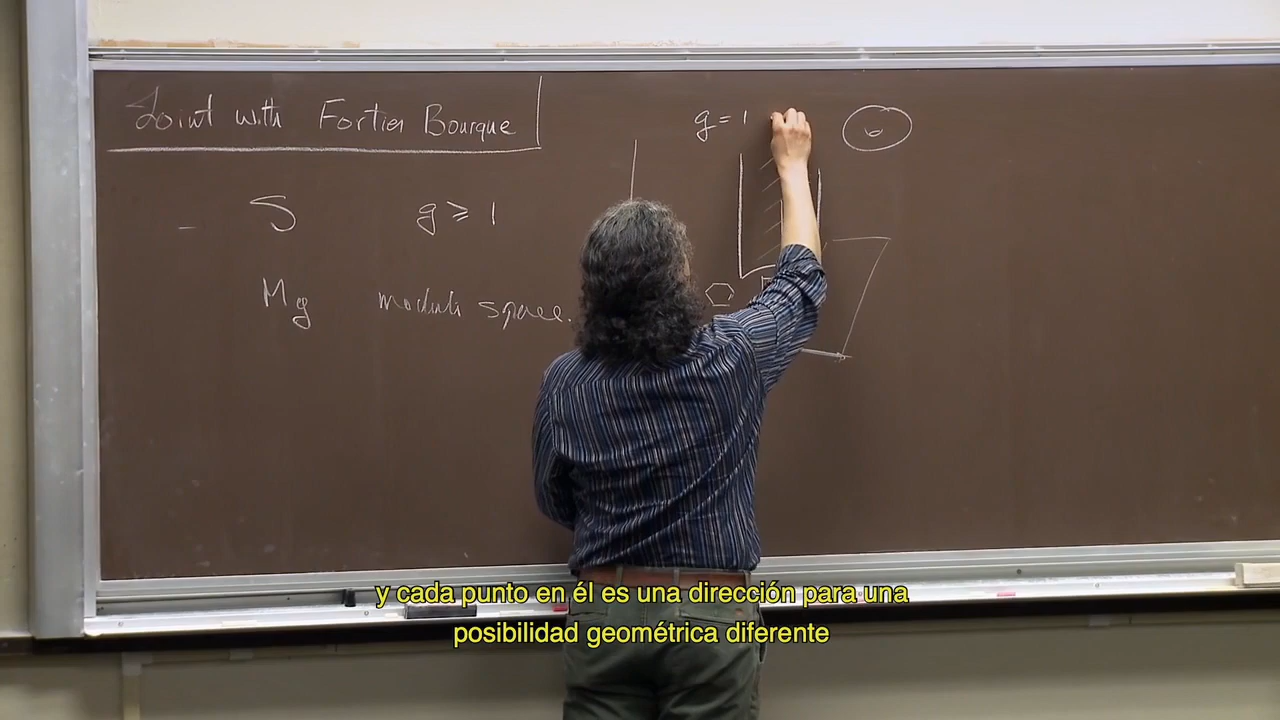 Joint with Fortier Bourque
g = 1
S g ⩾ 1
Mg moduli space.
y cada punto en él es una dirección para una
posibilidad geométrica diferente